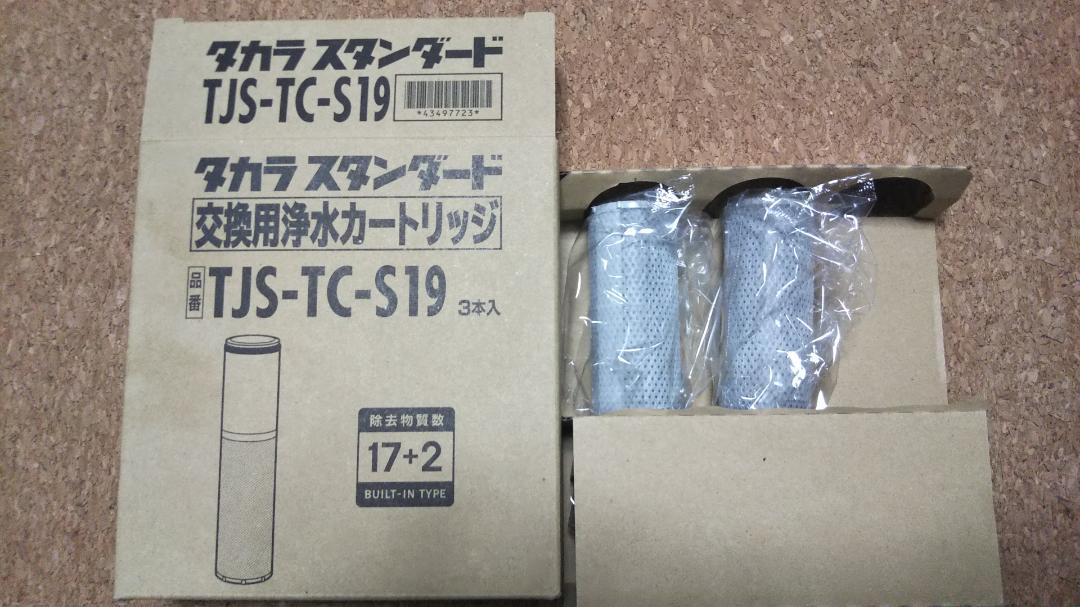 タカラスタンダード
TJS-TC-S19
*43497723*
タカラスタンダード
交換用浄水カートリッジ
品番 TJS-TC-S19 3本入
除去物質数
17+2
BUILT-IN TYPE